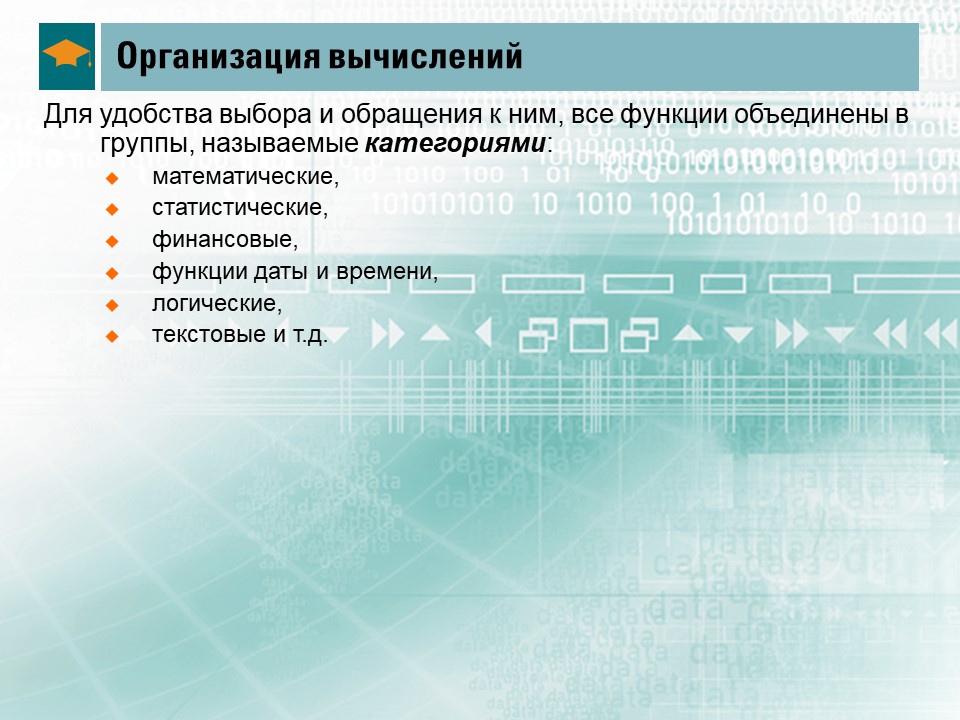 Организация вычислений
Для удобства выбора и обращения к ним, все функции объединены в
группы, называемые категориями:
математические,
статистические,
финансовые,
функции даты и времени,
логические,
текстовые и т.д.